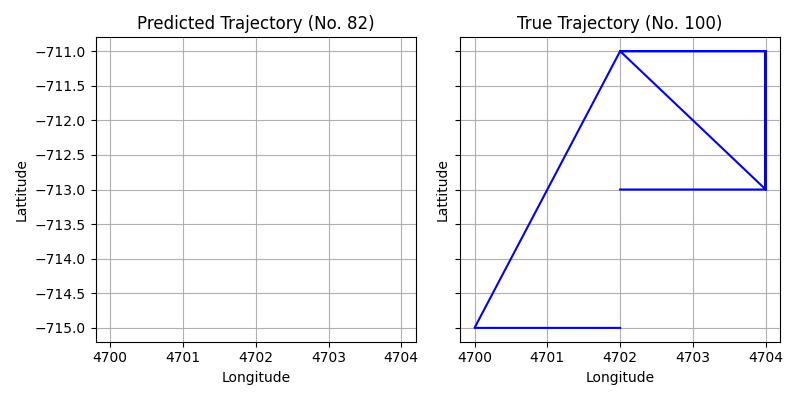 Predicted Trajectory (No. 82)
True Trajectory (No. 100)
Lattitude
−711.0
−711.5
−712.0
−712.5
−713.0
−713.5
−714.0
−714.5
−715.0
4700 4701 4702 4703 4704
Longitude
Lattitude
4700 4701 4702 4703 4704
Longitude